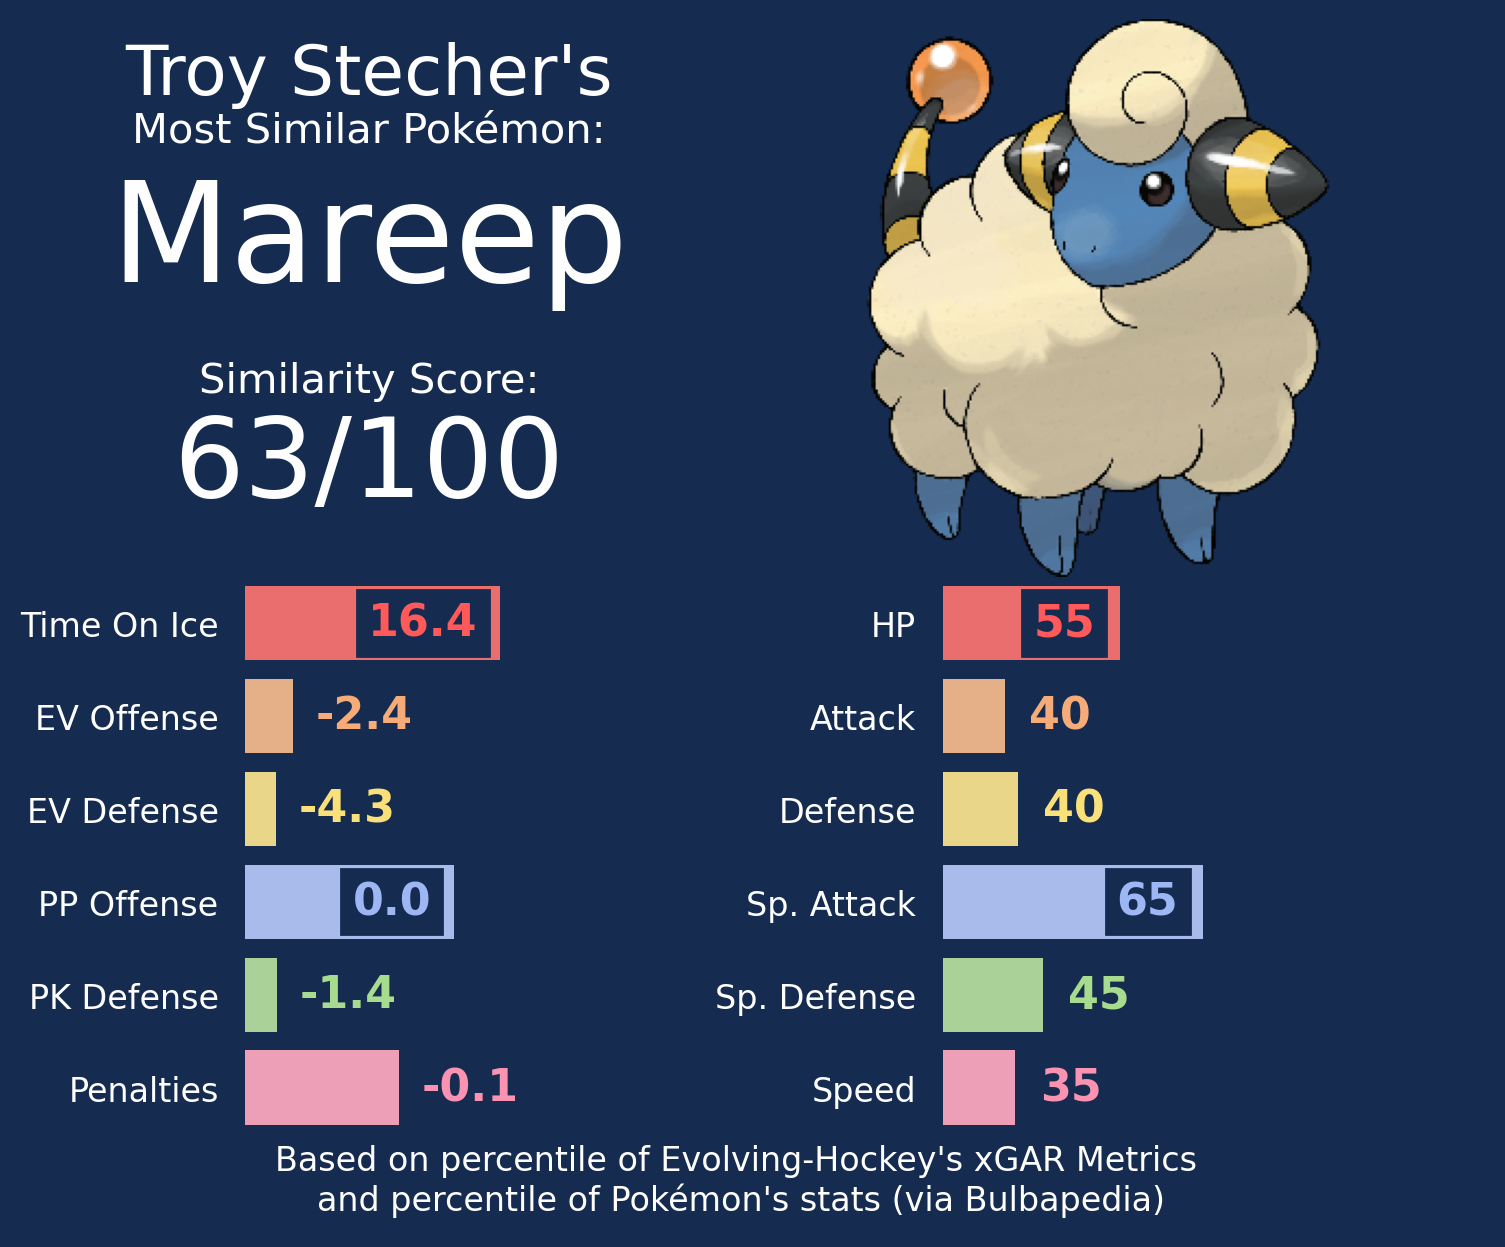 Troy Stecher's
Most Similar Pokémon:
Mareep
Similarity Score:
63/100
Time On Ice 16.4
EV Offense -2.4
EV Defense -4.3
PP Offense 0.0
PK Defense -1.4
Penalties -0.1
HP 55
Attack 40
Defense 40
Sp. Attack 65
Sp. Defense 45
Speed 35
Based on percentile of Evolving-Hockey's xGAR Metrics
and percentile of Pokémon's stats (via Bulbapedia)